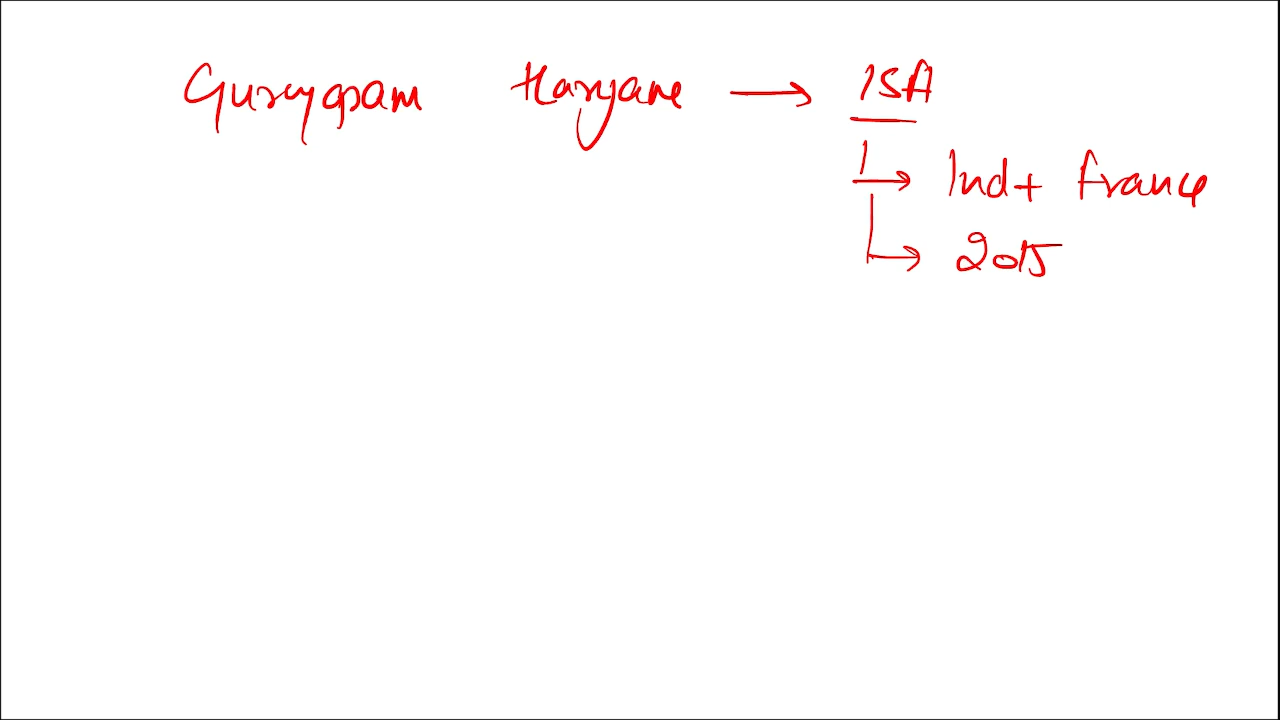 Gurugram Haryana → ISA
→ Ind + France
→ 2015